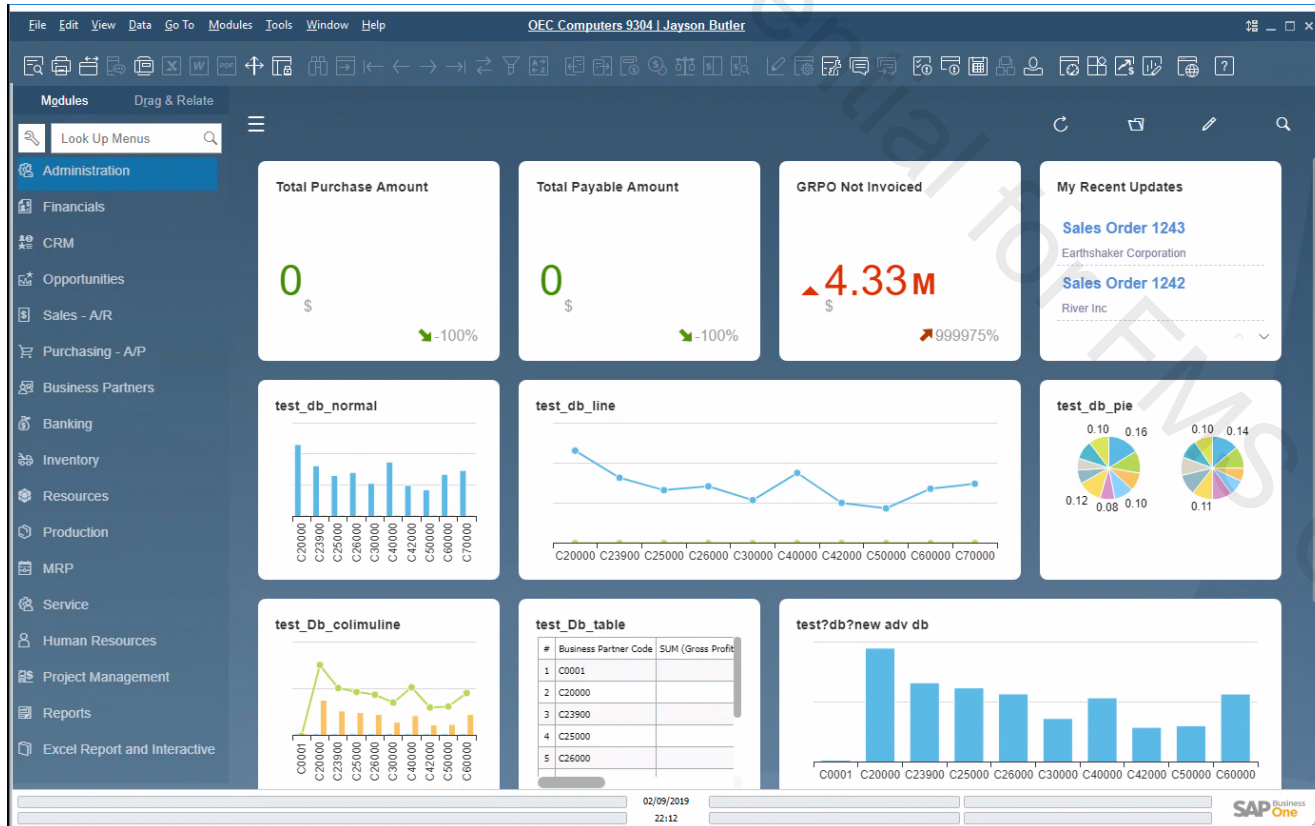 File Edit View Data Go To Modules Tools Window Help
OEC Computers 9304 | Jayson Butler
Modules
Drag & Relate
Look Up Menus
Administration
Financials
CRM
Opportunities
Sales - A/R
Purchasing - A/P
Business Partners
Banking
Inventory
Resources
Production
MRP
Service
Human Resources
Project Management
Reports
Excel Report and Interactive
Total Purchase Amount
0
$
-100%
Total Payable Amount
0
$
-100%
GRPO Not Invoiced
4.33 M
$
999975%
My Recent Updates
Sales Order 1243
Earthshaker Corporation
Sales Order 1242
River Inc
test_db_normal
C20000 C23900 C25000 C26000 C30000 C40000 C42000 C50000 C60000 C70000
test_db_line
C20000 C23900 C25000 C26000 C30000 C40000 C42000 C50000 C60000 C70000
test_db_pie
0.10 0.16 0.10 0.14
0.12 0.08 0.10 0.11
test_Db_colimuline
C0001 C20000 C23900 C25000 C26000 C30000 C40000 C42000 C50000 C60000
test_Db_table
# Business Partner Code SUM (Gross Profit
1 C0001
2 C20000
3 C23900
4 C25000
5 C26000
test?db?new adv db
C0001 C20000 C23900 C25000 C26000 C30000 C40000 C42000 C50000 C60000
02/09/2019
22:12
SAP Business One
for FMS